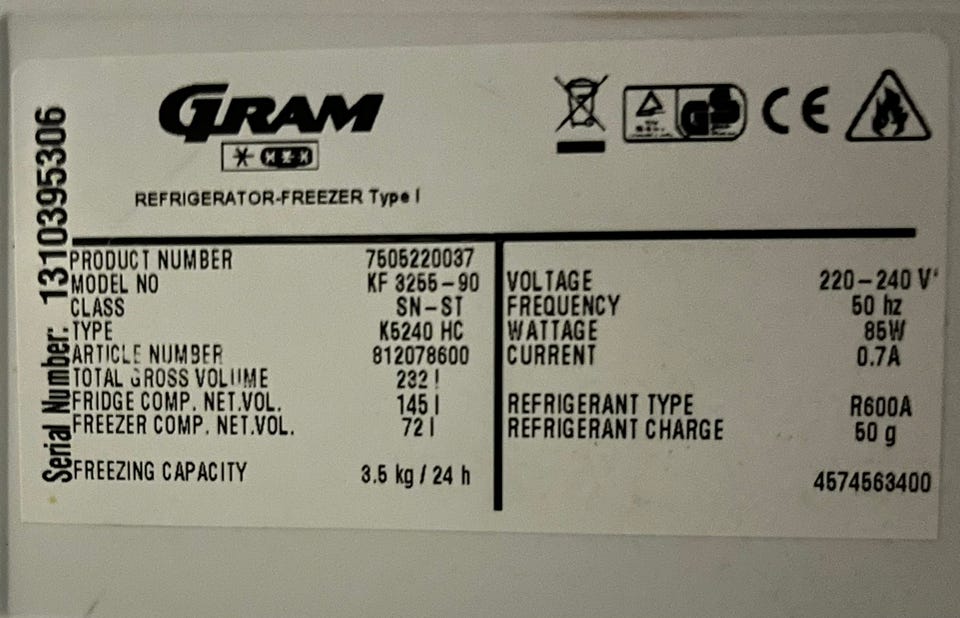 GRAM
REFRIGERATOR-FREEZER Type I
CE
Serial Number: 1310395306
PRODUCT NUMBER 7505220037
MODEL NO KF 3255-90
CLASS SN-ST
TYPE K5240 HC
ARTICLE NUMBER 812078600
TOTAL GROSS VOLUME 232 l
FRIDGE COMP. NET.VOL. 145 l
FREEZER COMP. NET.VOL. 72 l
FREEZING CAPACITY 3.5 kg / 24 h
VOLTAGE 220-240 V
FREQUENCY 50 hz
WATTAGE 85W
CURRENT 0.7A
REFRIGERANT TYPE R600A
REFRIGERANT CHARGE 50 g
4574563400